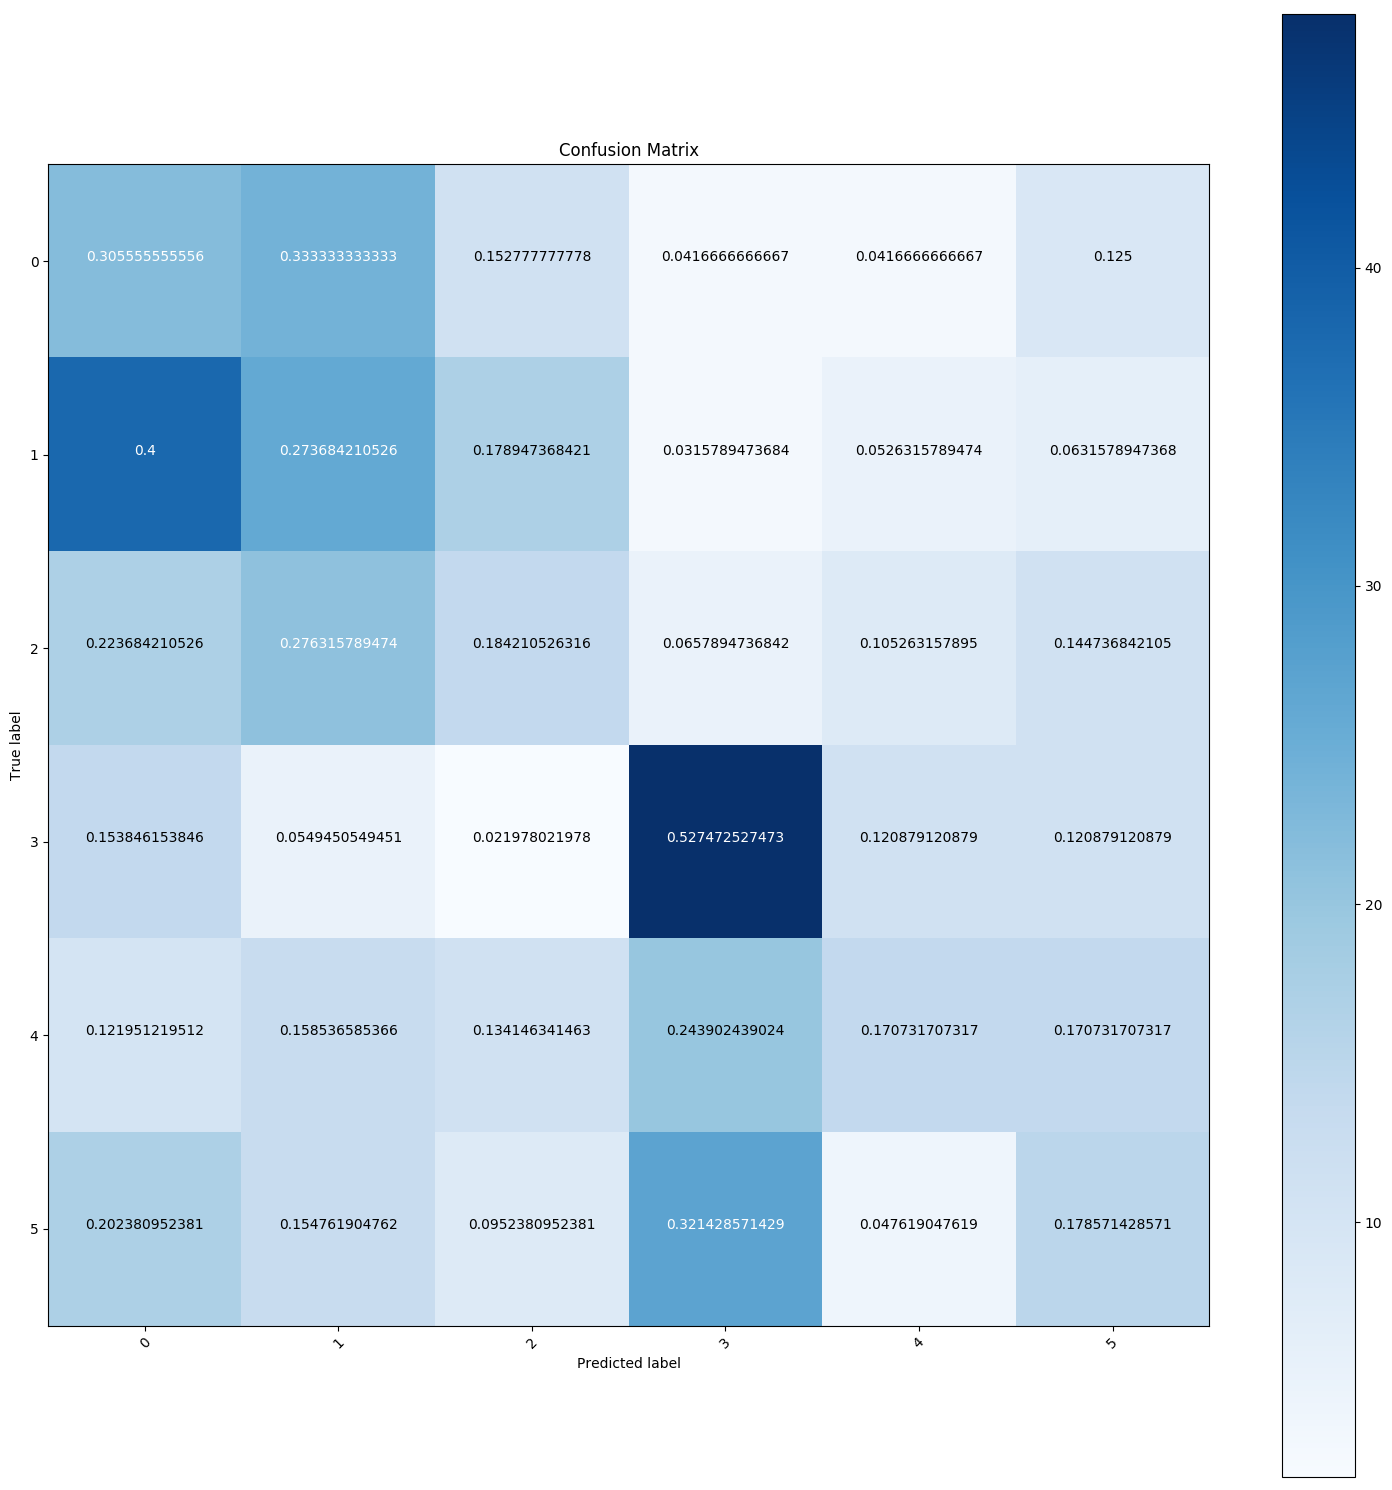 Confusion Matrix
0 0.305555555556 0.333333333333 0.152777777778 0.0416666666667 0.0416666666667 0.125
1 0.4 0.273684210526 0.178947368421 0.0315789473684 0.0526315789474 0.0631578947368
2 0.223684210526 0.276315789474 0.184210526316 0.0657894736842 0.105263157895 0.144736842105
3 0.153846153846 0.0549450549451 0.021978021978 0.527472527473 0.120879120879 0.120879120879
4 0.121951219512 0.158536585366 0.134146341463 0.243902439024 0.170731707317 0.170731707317
5 0.202380952381 0.154761904762 0.0952380952381 0.321428571429 0.047619047619 0.178571428571
0 1 2 3 4 5
Predicted label
True label
40
30
20
10